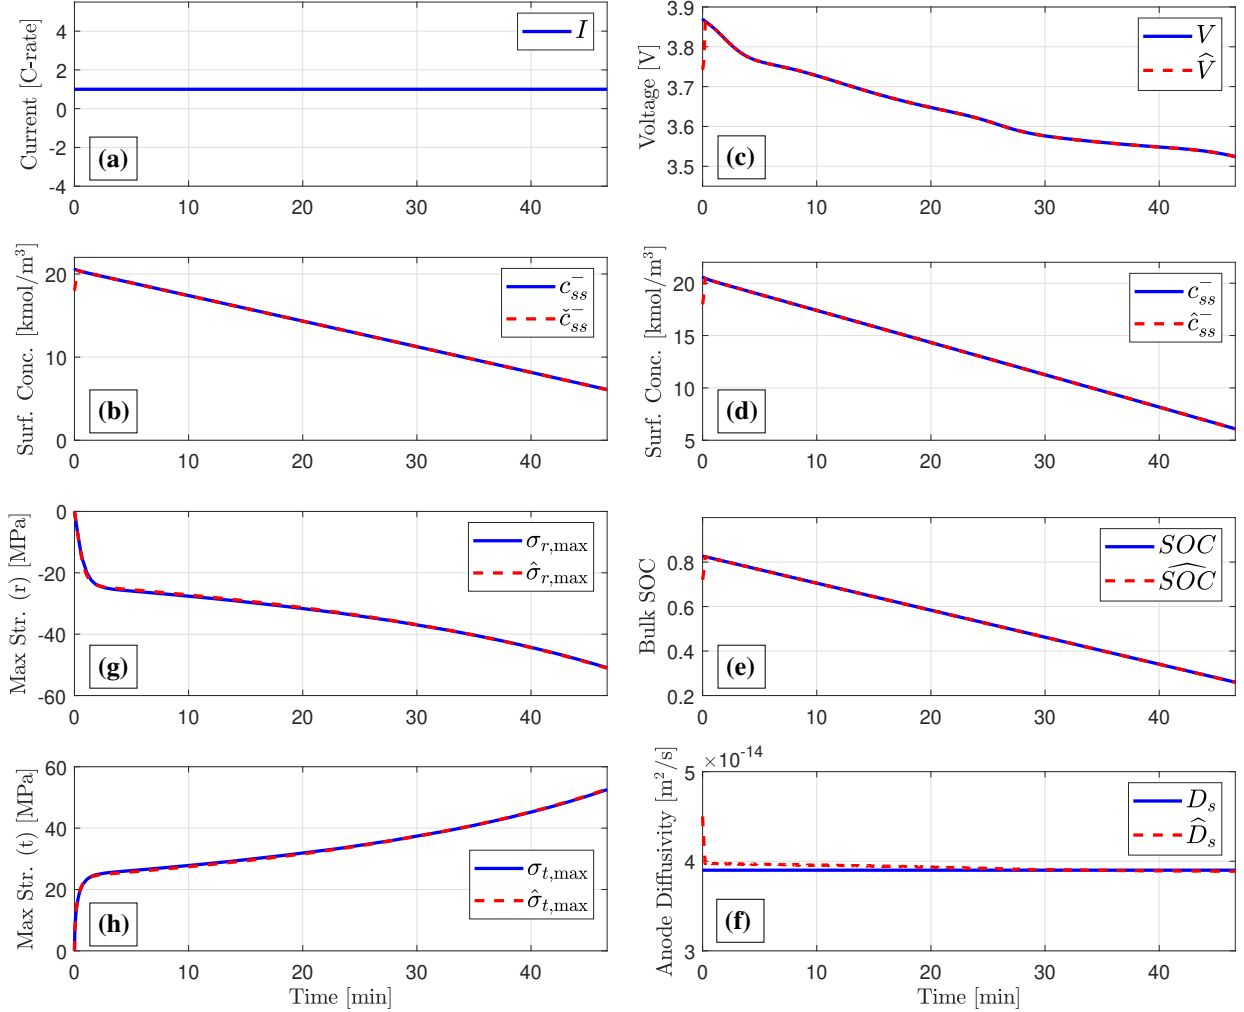 Current [C-rate]
4
2
0
-2
-4
I
(a)
0 10 20 30 40
Voltage [V]
3.9
3.8
3.7
3.6
3.5
V
V̂
(c)
0 10 20 30 40
Surf. Conc. [kmol/m³]
20
10
0
c⁻ss
č⁻ss
(b)
0 10 20 30 40
Surf. Conc. [kmol/m³]
20
15
10
5
c⁻ss
ĉ⁻ss
(d)
0 10 20 30 40
Max Str. (r) [MPa]
0
-20
-40
-60
σr,max
σ̂r,max
(g)
0 10 20 30 40
Bulk SOC
0.8
0.6
0.4
0.2
SOC
SOĈ
(e)
0 10 20 30 40
Max Str. (t) [MPa]
60
40
20
0
σt,max
σ̂t,max
(h)
0 10 20 30 40
Time [min]
Anode Diffusivity [m²/s]
×10⁻¹⁴
5
4
3
Ds
D̂s
(f)
0 10 20 30 40
Time [min]